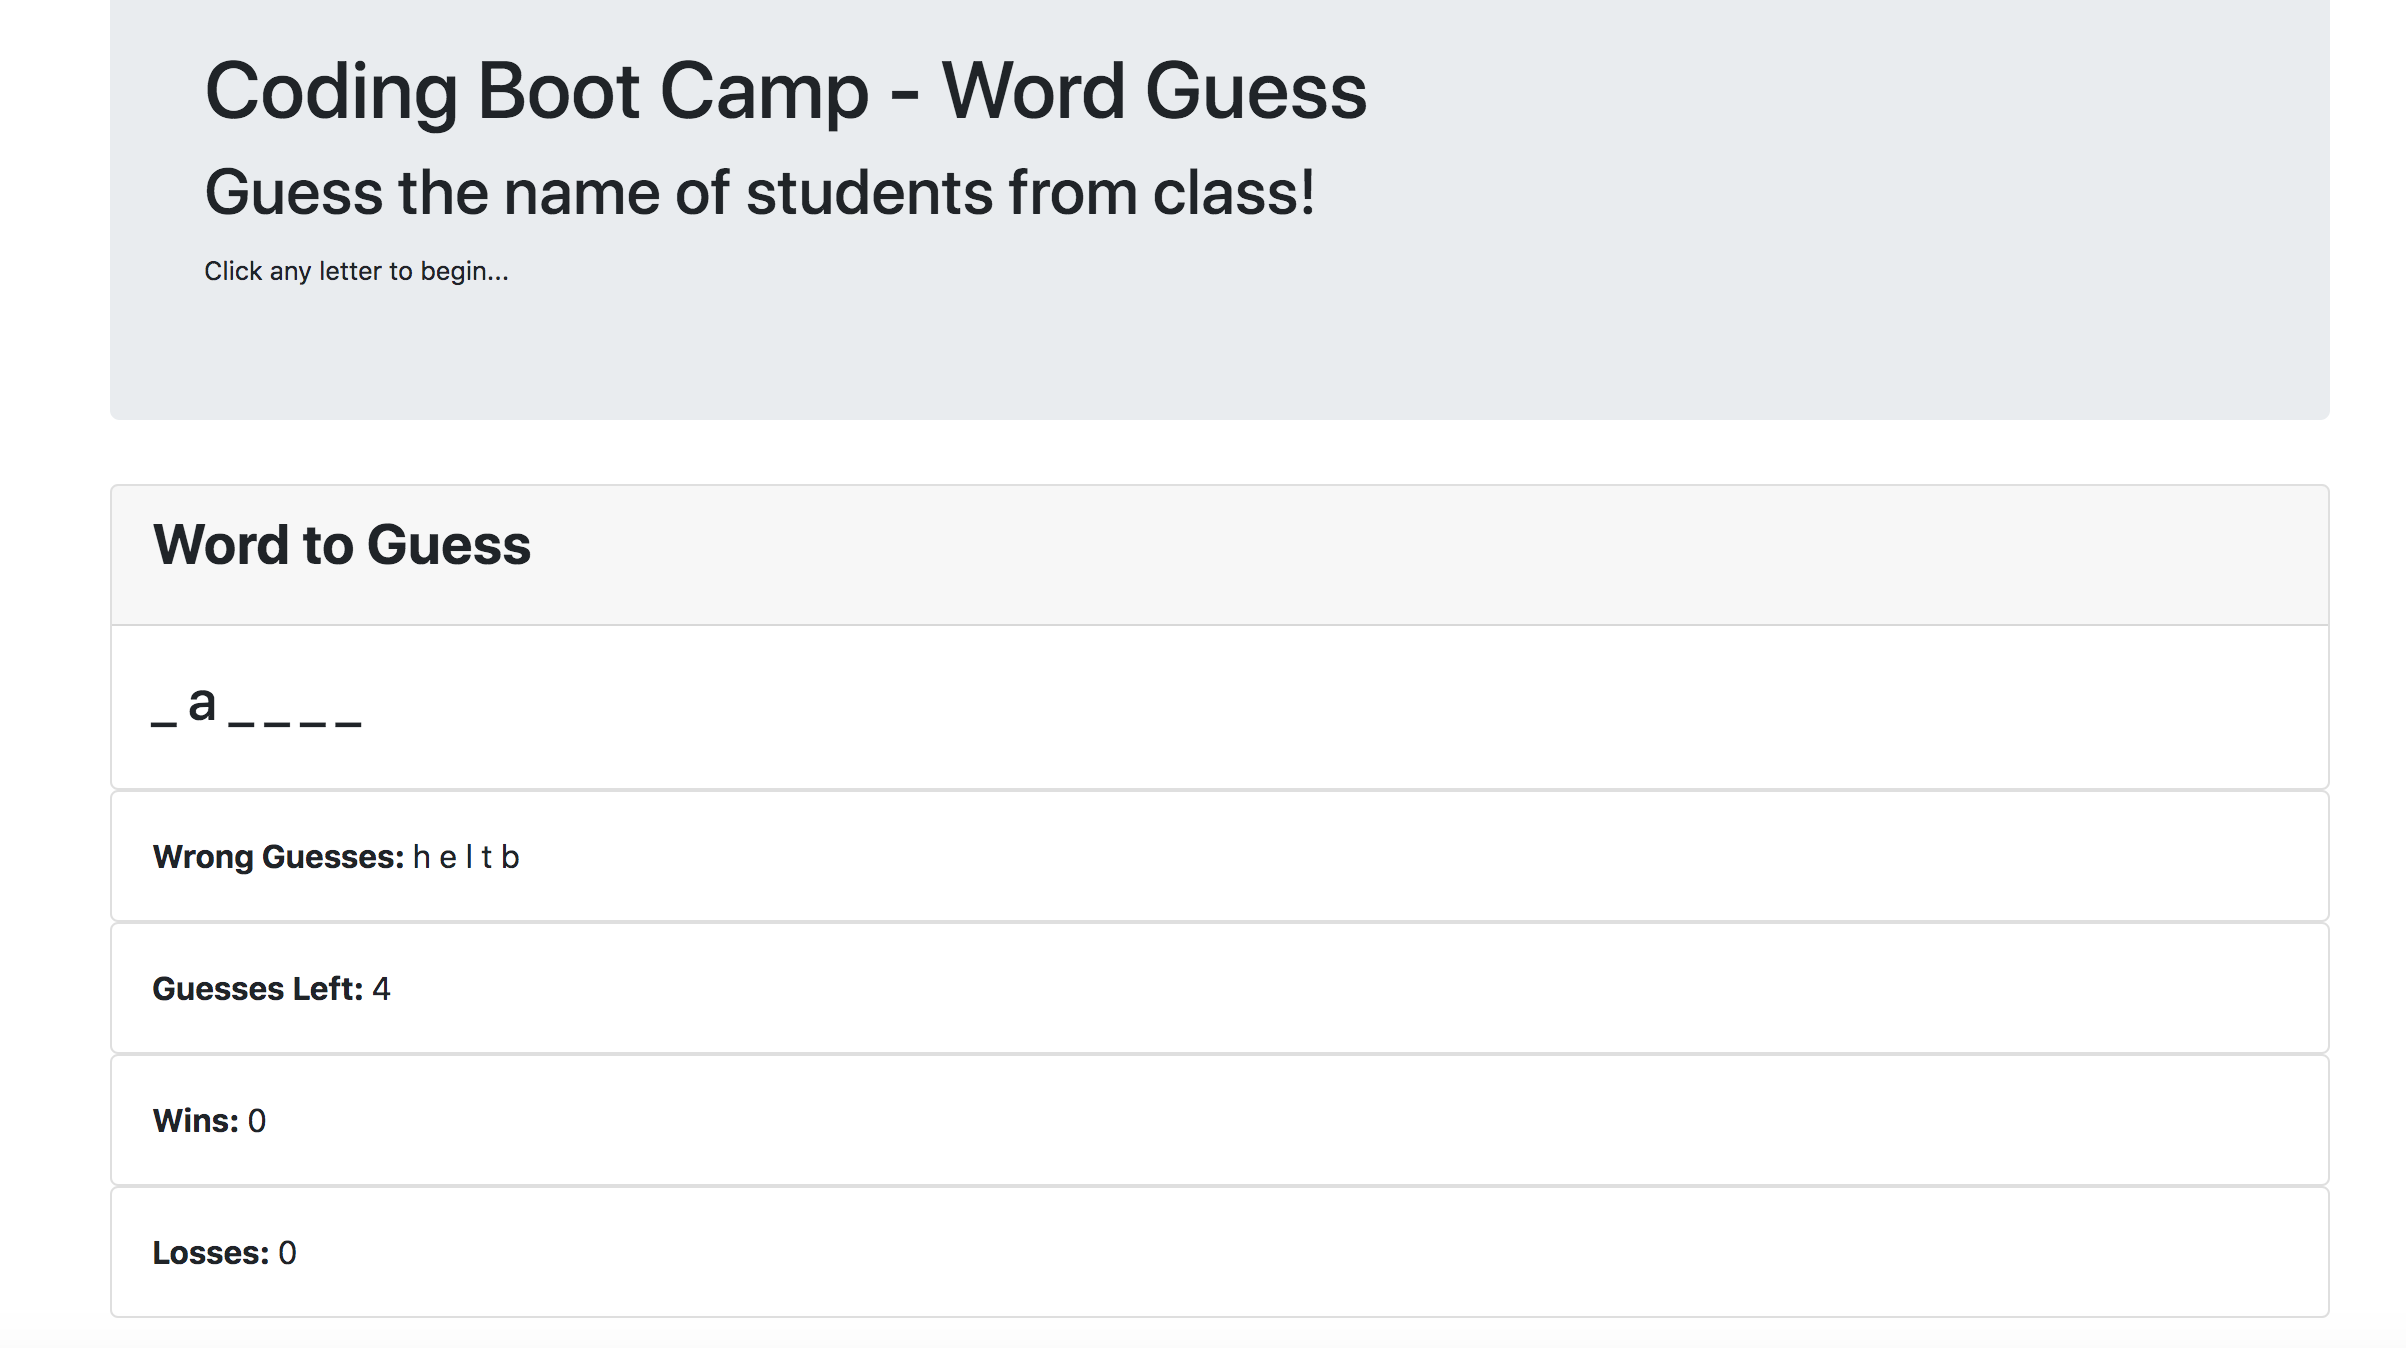 Coding Boot Camp - Word Guess
Guess the name of students from class!
Click any letter to begin...
Word to Guess
_ a _ _ _ _
Wrong Guesses: h e l t b
Guesses Left: 4
Wins: 0
Losses: 0